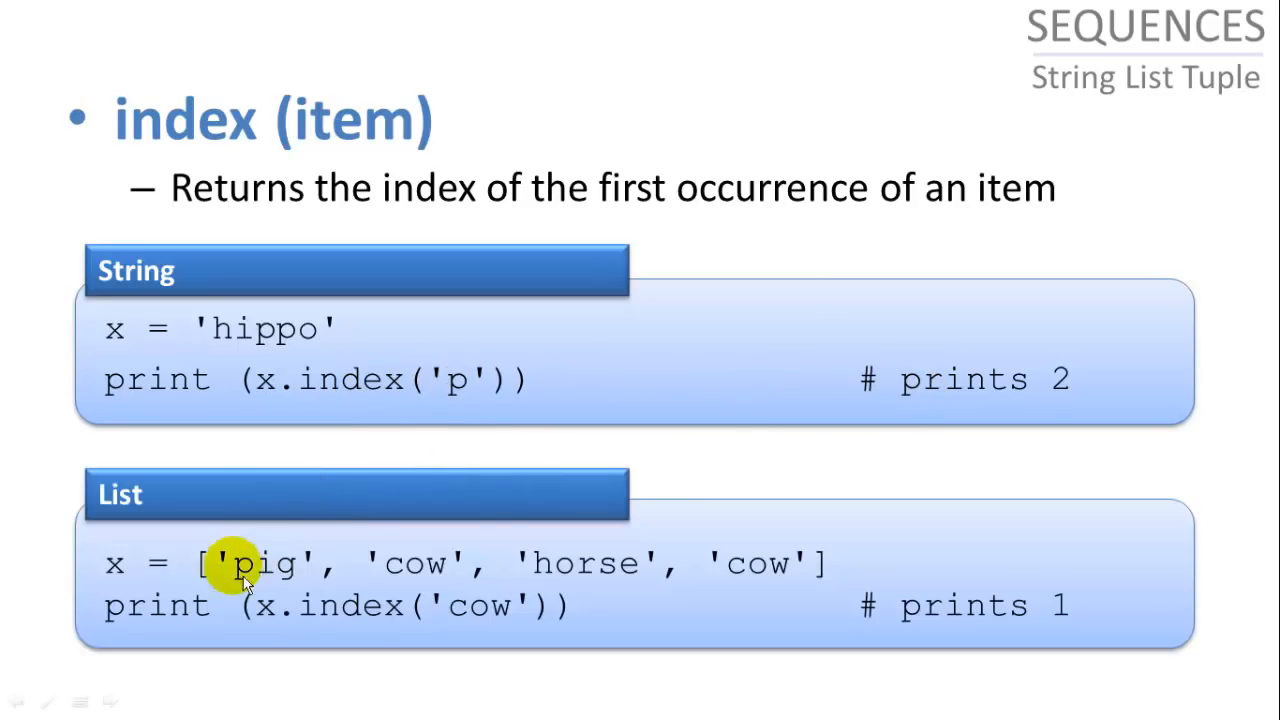 SEQUENCES
String List Tuple
• index (item)
– Returns the index of the first occurrence of an item
String
x = 'hippo'
print (x.index('p')) # prints 2
List
x = ['pig', 'cow', 'horse', 'cow']
print (x.index('cow')) # prints 1